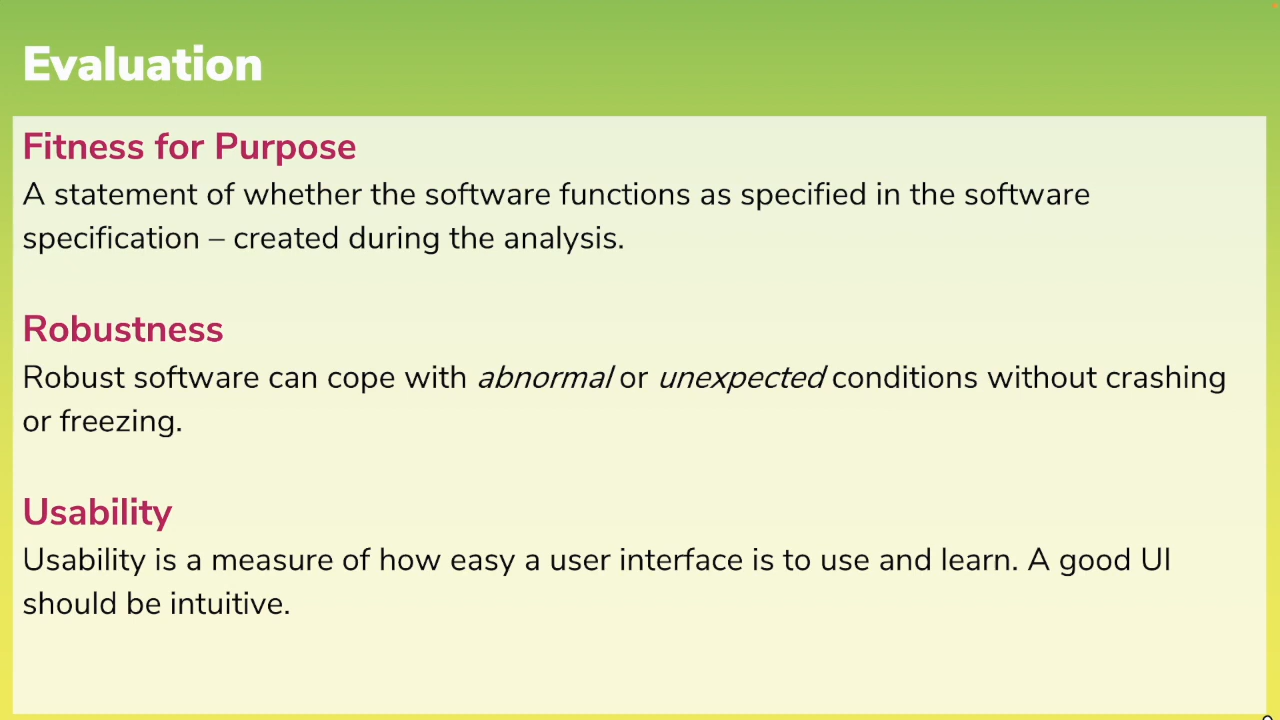 Evaluation
Fitness for Purpose
A statement of whether the software functions as specified in the software
specification – created during the analysis.
Robustness
Robust software can cope with abnormal or unexpected conditions without crashing
or freezing.
Usability
Usability is a measure of how easy a user interface is to use and learn. A good UI
should be intuitive.